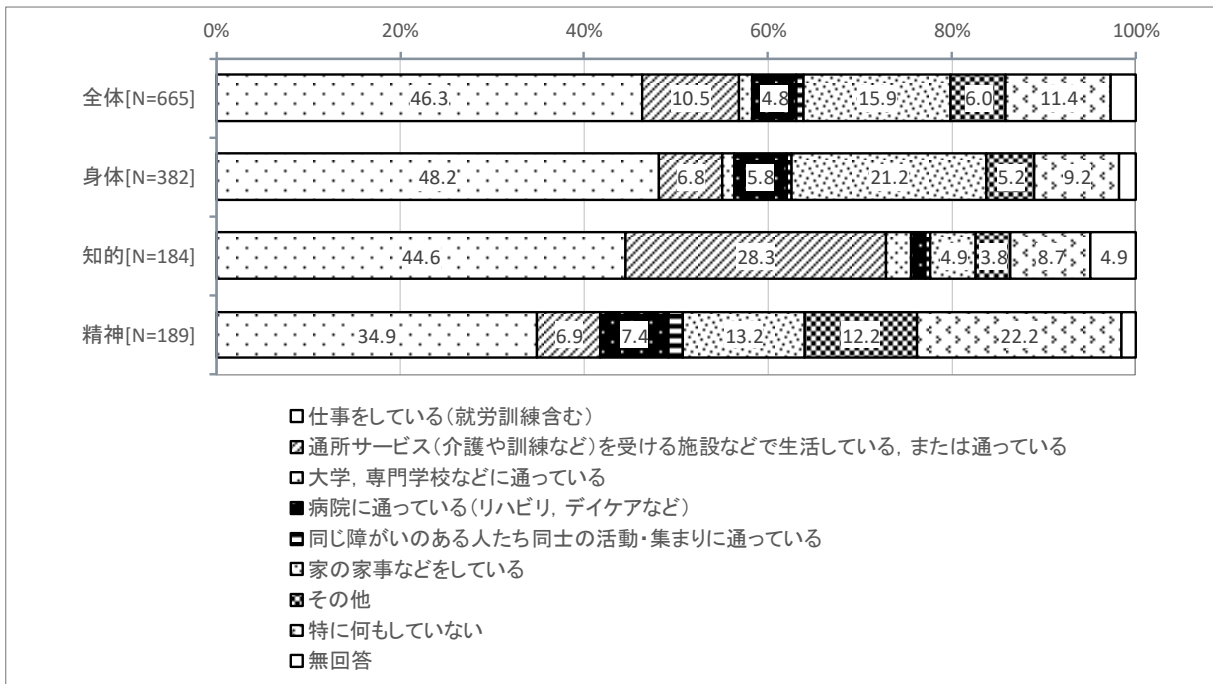 0% 20% 40% 60% 80% 100%
全体[N=665] 46.3 10.5 4.8 15.9 6.0 11.4
身体[N=382] 48.2 6.8 5.8 21.2 5.2 9.2
知的[N=184] 44.6 28.3 4.9 3.8 8.7 4.9
精神[N=189] 34.9 6.9 7.4 13.2 12.2 22.2
仕事をしている(就労訓練含む)
通所サービス(介護や訓練など)を受ける施設などで生活している,または通っている
大学,専門学校などに通っている
病院に通っている(リハビリ,デイケアなど)
同じ障がいのある人たち同士の活動・集まりに通っている
家の家事などをしている
その他
特に何もしていない
無回答